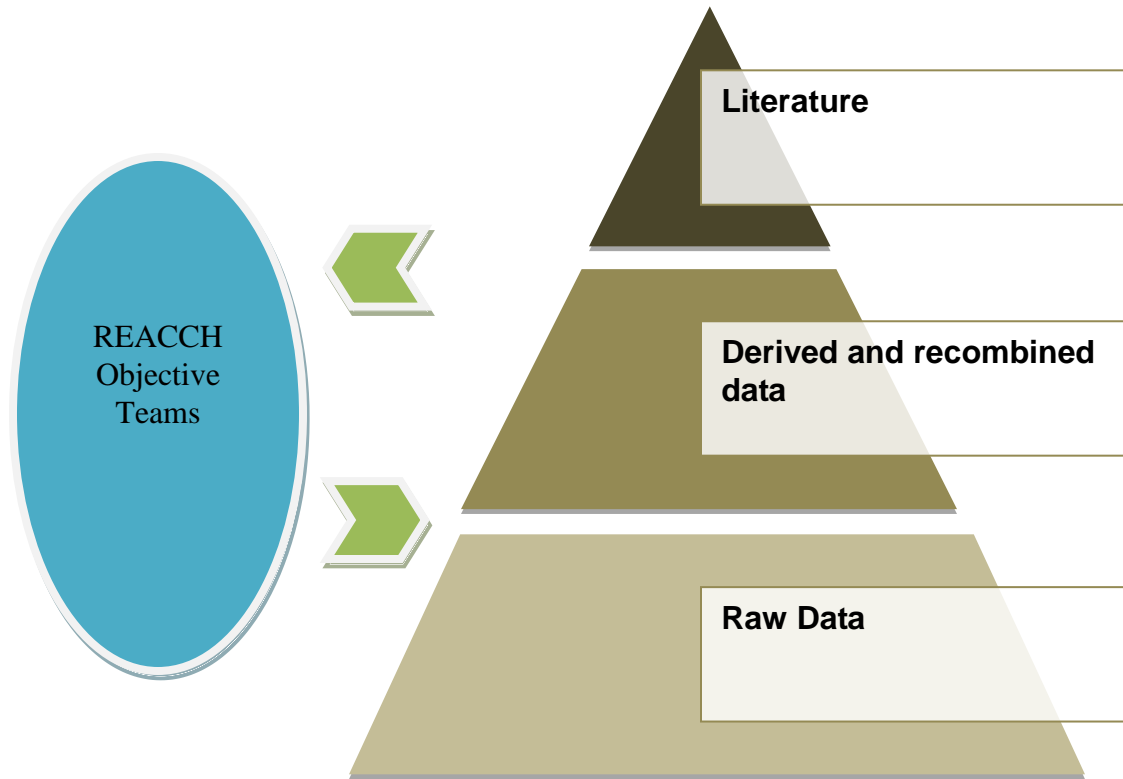 REACCH
Objective
Teams
Literature
Derived and recombined
data
Raw Data